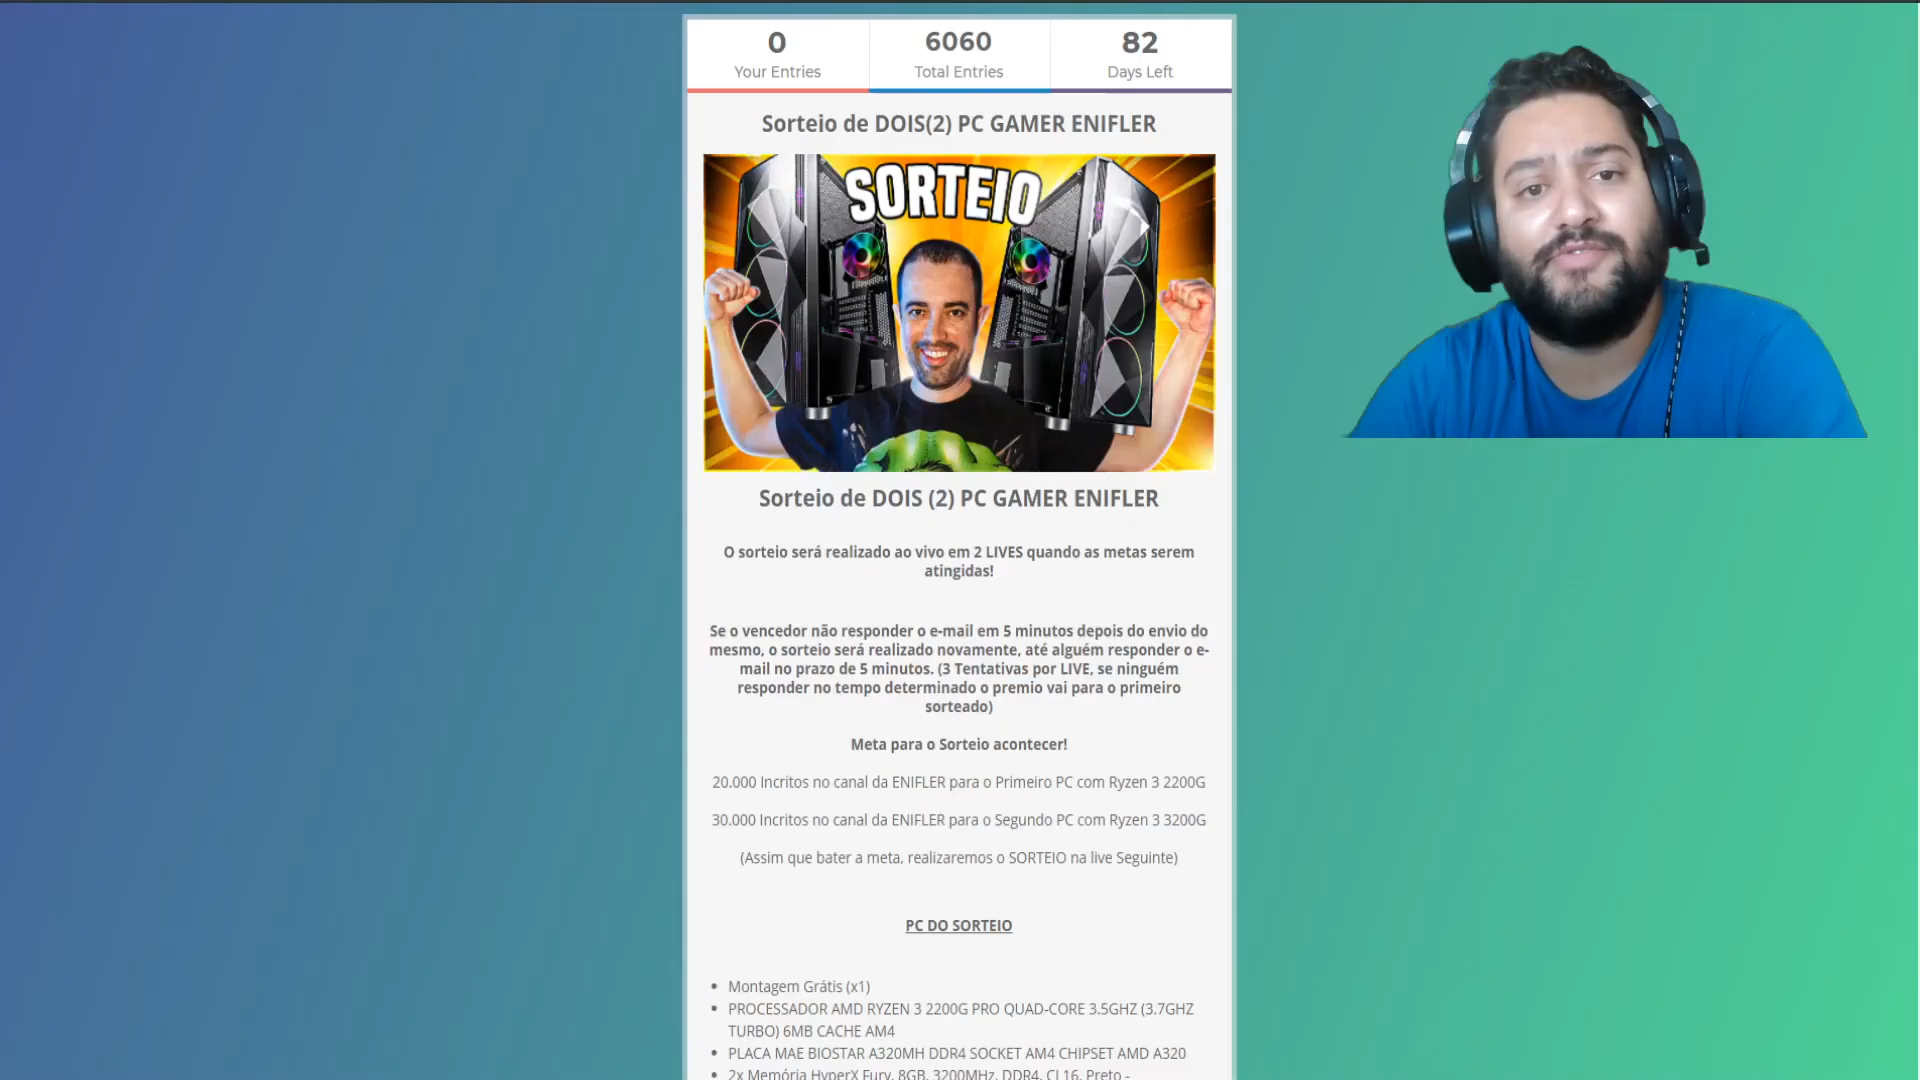 0
Your Entries
6060
Total Entries
82
Days Left
Sorteio de DOIS(2) PC GAMER ENIFLER
SORTEIO
Sorteio de DOIS (2) PC GAMER ENIFLER
O sorteio será realizado ao vivo em 2 LIVES quando as metas serem
atingidas!
Se o vencedor não responder o e-mail em 5 minutos depois do envio do
mesmo, o sorteio será realizado novamente, até alguém responder o e-
mail no prazo de 5 minutos. (3 Tentativas por LIVE, se ninguém
responder no tempo determinado o premio vai para o primeiro
sorteado)
Meta para o Sorteio acontecer!
20.000 Incritos no canal da ENIFLER para o Primeiro PC com Ryzen 3 2200G
30.000 Incritos no canal da ENIFLER para o Segundo PC com Ryzen 3 3200G
(Assim que bater a meta, realizaremos o SORTEIO na live Seguinte)
PC DO SORTEIO
• Montagem Grátis (x1)
• PROCESSADOR AMD RYZEN 3 2200G PRO QUAD-CORE 3.5GHZ (3.7GHZ
TURBO) 6MB CACHE AM4
• PLACA MAE BIOSTAR A320MH DDR4 SOCKET AM4 CHIPSET AMD A320
• 2x Memória HyperX Fury, 8GB, 3200MHz, DDR4, CL16, Preto -